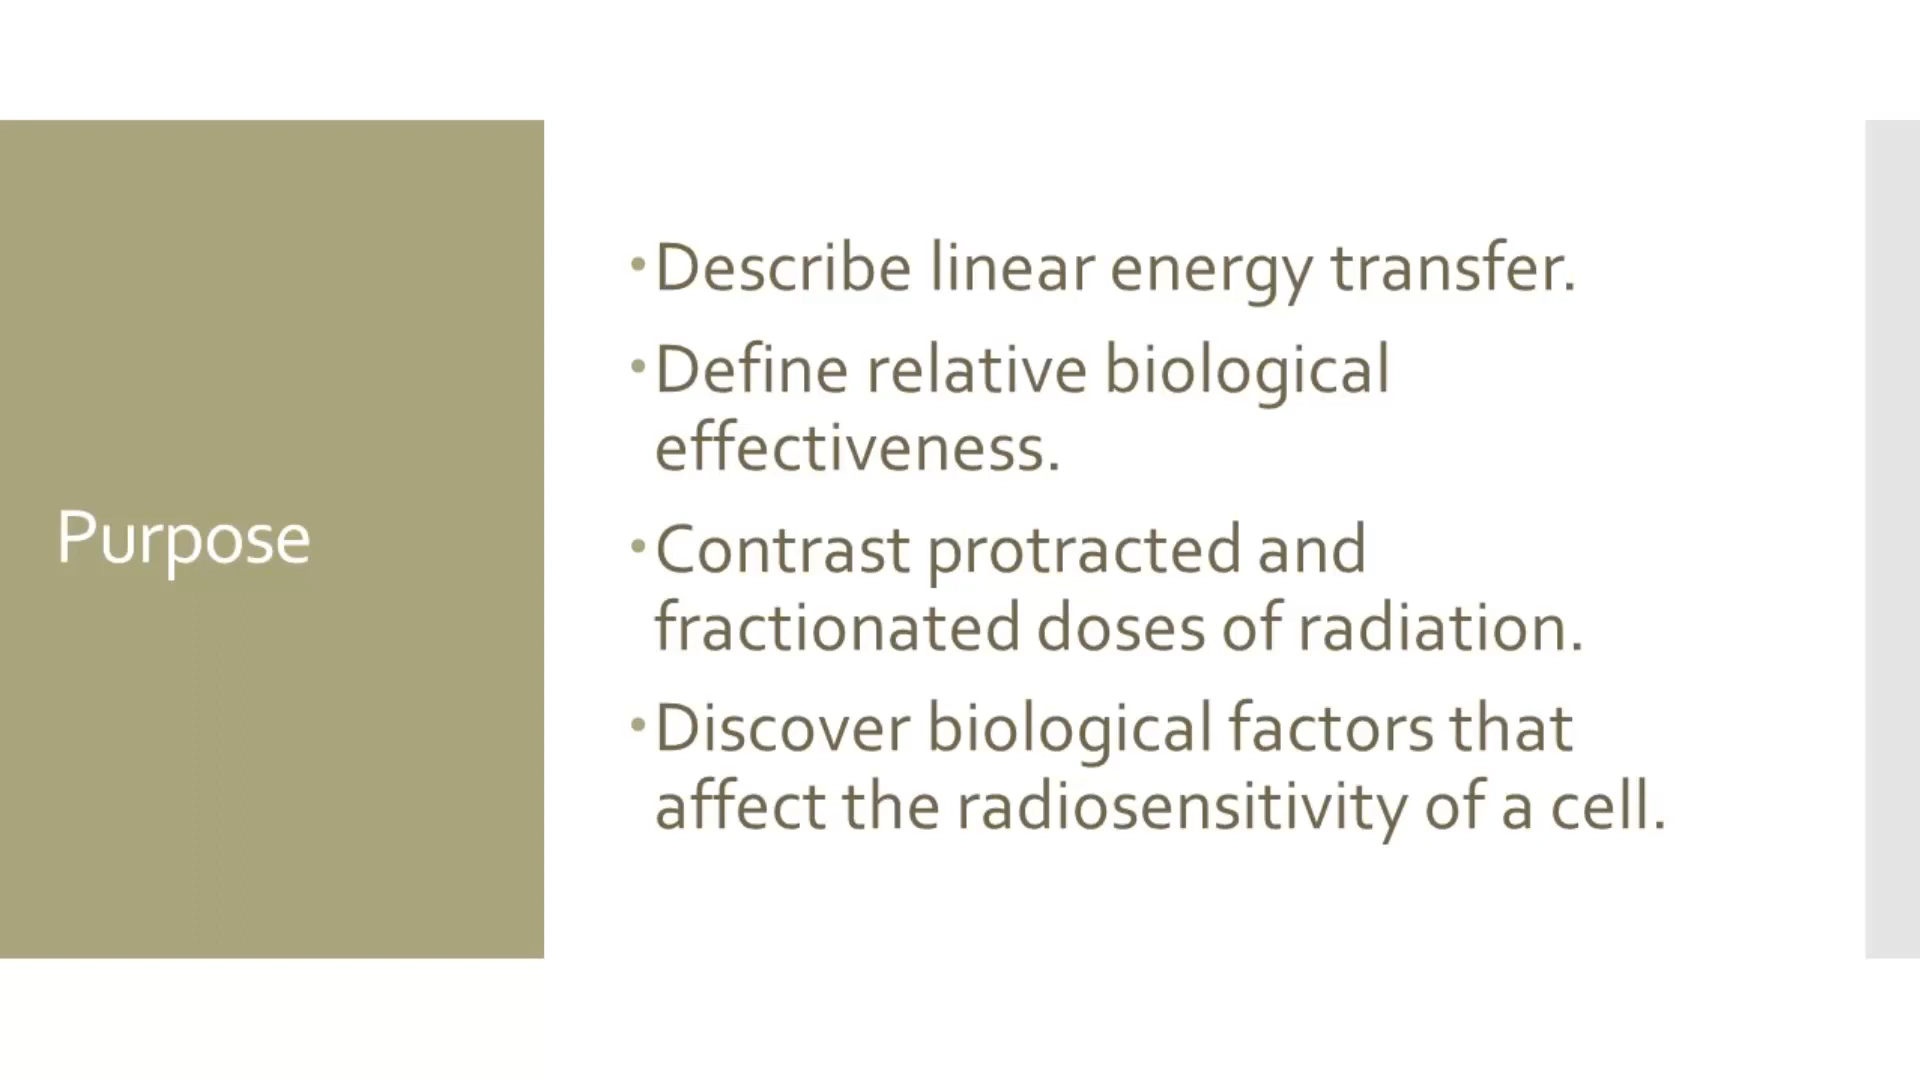 Purpose
•Describe linear energy transfer.
•Define relative biological
effectiveness.
•Contrast protracted and
fractionated doses of radiation.
•Discover biological factors that
affect the radiosensitivity of a cell.